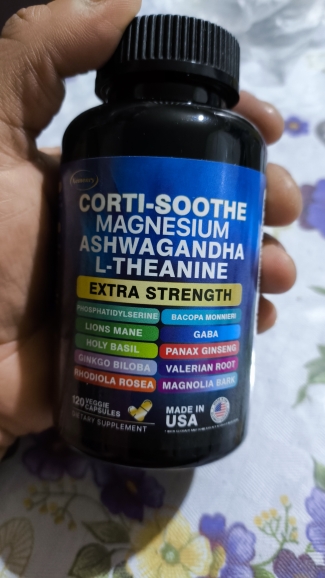 CORTI-SOOTHE
MAGNESIUM
ASHWAGANDHA
L-THEANINE
EXTRA STRENGTH
PHOSPHATIDYLSERINE
BACOPA MONNIERI
LIONS MANE
GABA
HOLY BASIL
PANAX GINSENG
GINKGO BILOBA
VALERIAN ROOT
RHODIOLA ROSEA
MAGNOLIA BARK
120 VEGGIE
CAPSULES
DIETARY SUPPLEMENT
MADE IN
USA